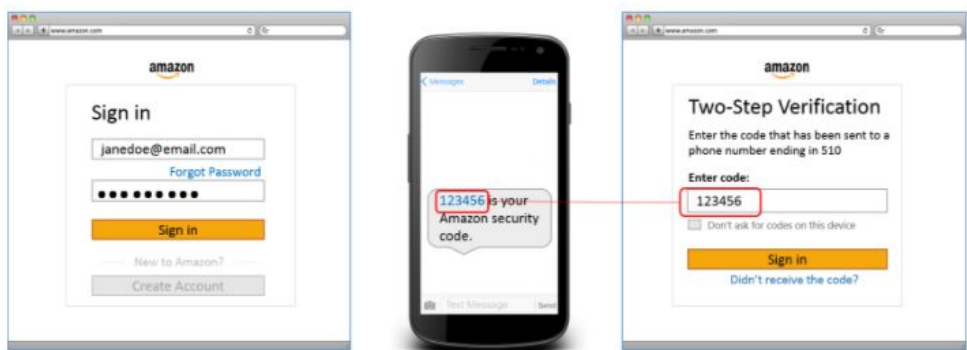 www.amazon.com
amazon
Sign in
janedoe@email.com
Forgot Password
Sign in
New to Amazon?
Create Account
Messages
Details
123456 is your
Amazon security
code.
Text Message
Send
www.amazon.com
amazon
Two-Step Verification
Enter the code that has been sent to a
phone number ending in 510
Enter code:
123456
Don't ask for codes on this device
Sign in
Didn't receive the code?